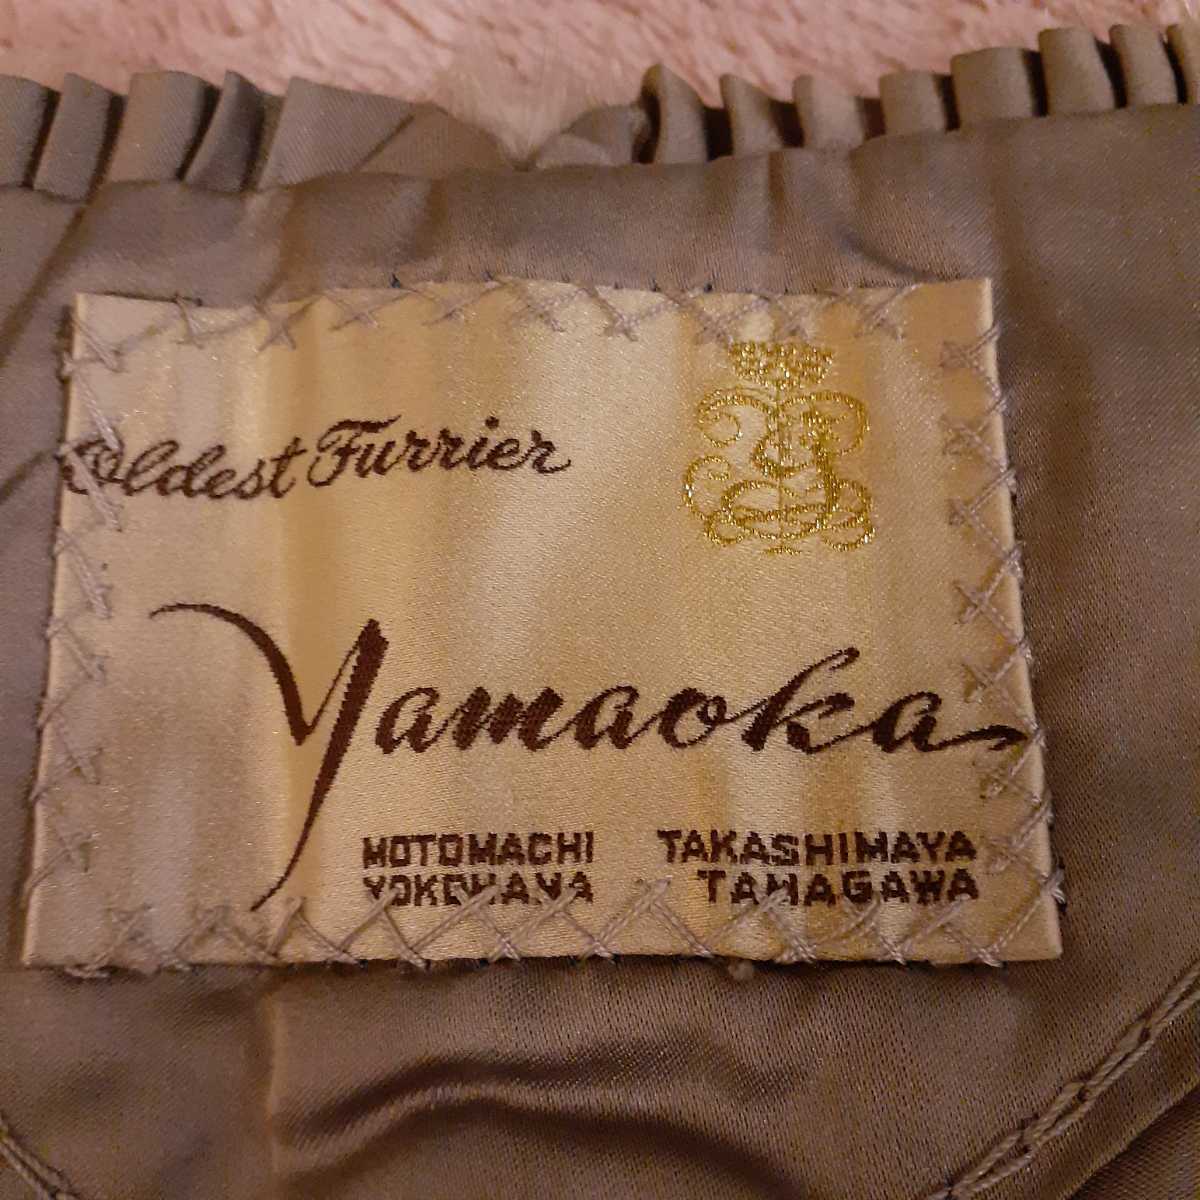 Oldest Furrier
Yamaoka
MOTOMACHI TAKASHIMAYA
YOKOHAMA TAMAGAWA